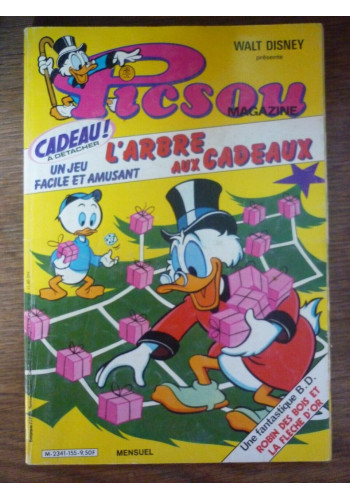 WALT DISNEY
présente
Picsou
MAGAZINE
CADEAU!
A DÉTACHER
UN JEU
FACILE ET AMUSANT
L'ARBRE
AUX CADEAUX
Une fantastique B.D.
ROBIN DES BOIS ET
LA FLÈCHE D'OR
M-2341-155-9,50F
MENSUEL